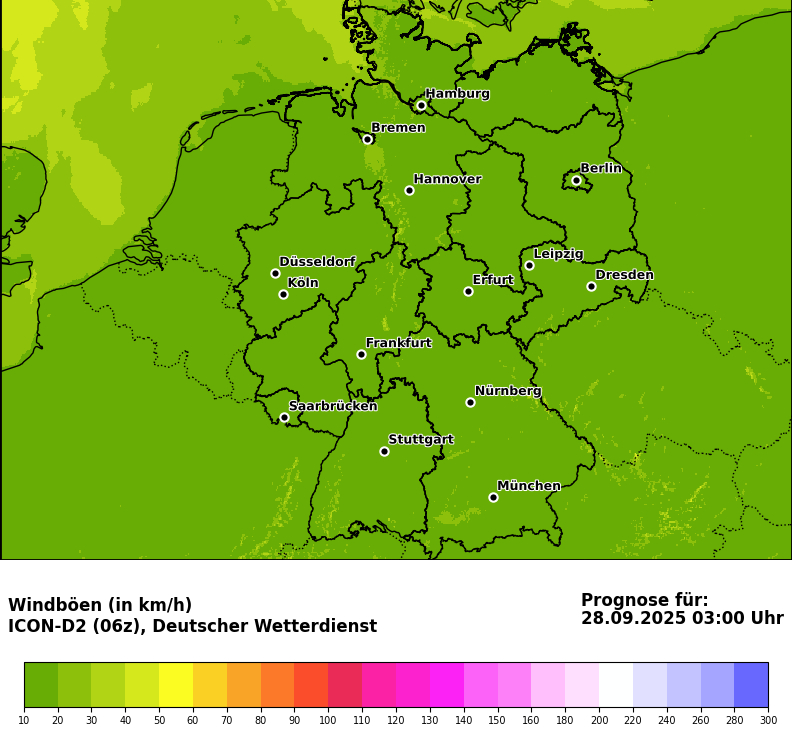 Hamburg
Bremen
Hannover
Berlin
Düsseldorf
Köln
Leipzig
Dresden
Erfurt
Frankfurt
Nürnberg
Saarbrücken
Stuttgart
München
Windböen (in km/h)
ICON-D2 (06z), Deutscher Wetterdienst
Prognose für:
28.09.2025 03:00 Uhr
10 20 30 40 50 60 70 80 90 100 110 120 130 140 150 160 180 200 220 240 260 280 300